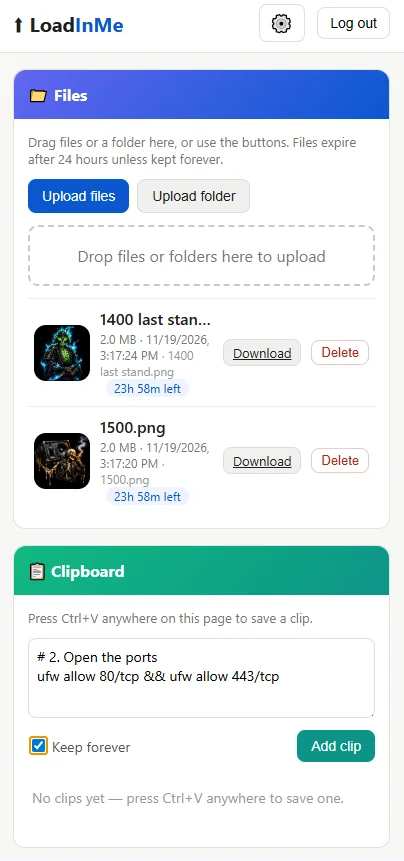 LoadInMe
Log out
Files
Drag files or a folder here, or use the buttons. Files expire
after 24 hours unless kept forever.
Upload files
Upload folder
Drop files or folders here to upload
1400 last stan...
2.0 MB · 11/19/2026,
3:17:24 PM · 1400
last stand.png
23h 58m left
Download
Delete
1500.png
2.0 MB · 11/19/2026,
3:17:20 PM ·
1500.png
23h 58m left
Download
Delete
Clipboard
Press Ctrl+V anywhere on this page to save a clip.
# 2. Open the ports
ufw allow 80/tcp && ufw allow 443/tcp
Keep forever
Add clip
No clips yet — press Ctrl+V anywhere to save one.